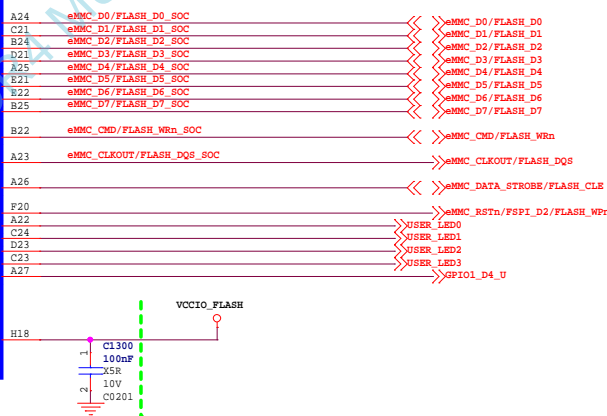 A24 eMMC_D0/FLASH_D0_SOC eMMC_D0/FLASH_D0
C21 eMMC_D1/FLASH_D1_SOC eMMC_D1/FLASH_D1
B24 eMMC_D2/FLASH_D2_SOC eMMC_D2/FLASH_D2
D21 eMMC_D3/FLASH_D3_SOC eMMC_D3/FLASH_D3
A25 eMMC_D4/FLASH_D4_SOC eMMC_D4/FLASH_D4
E21 eMMC_D5/FLASH_D5_SOC eMMC_D5/FLASH_D5
E22 eMMC_D6/FLASH_D6_SOC eMMC_D6/FLASH_D6
B25 eMMC_D7/FLASH_D7_SOC eMMC_D7/FLASH_D7
B22 eMMC_CMD/FLASH_WRn_SOC eMMC_CMD/FLASH_WRn
A23 eMMC_CLKOUT/FLASH_DQS_SOC eMMC_CLKOUT/FLASH_DQS
A26 eMMC_DATA_STROBE/FLASH_CLE
F20 eMMC_RSTn/FSPI_D2/FLASH_WPn
A22 USER_LED0
C24 USER_LED1
D23 USER_LED2
C23 USER_LED3
A27 GPIO1_D4_U
VCCIO_FLASH
H18
1 C1300
100nF
X5R
2 10V
C0201